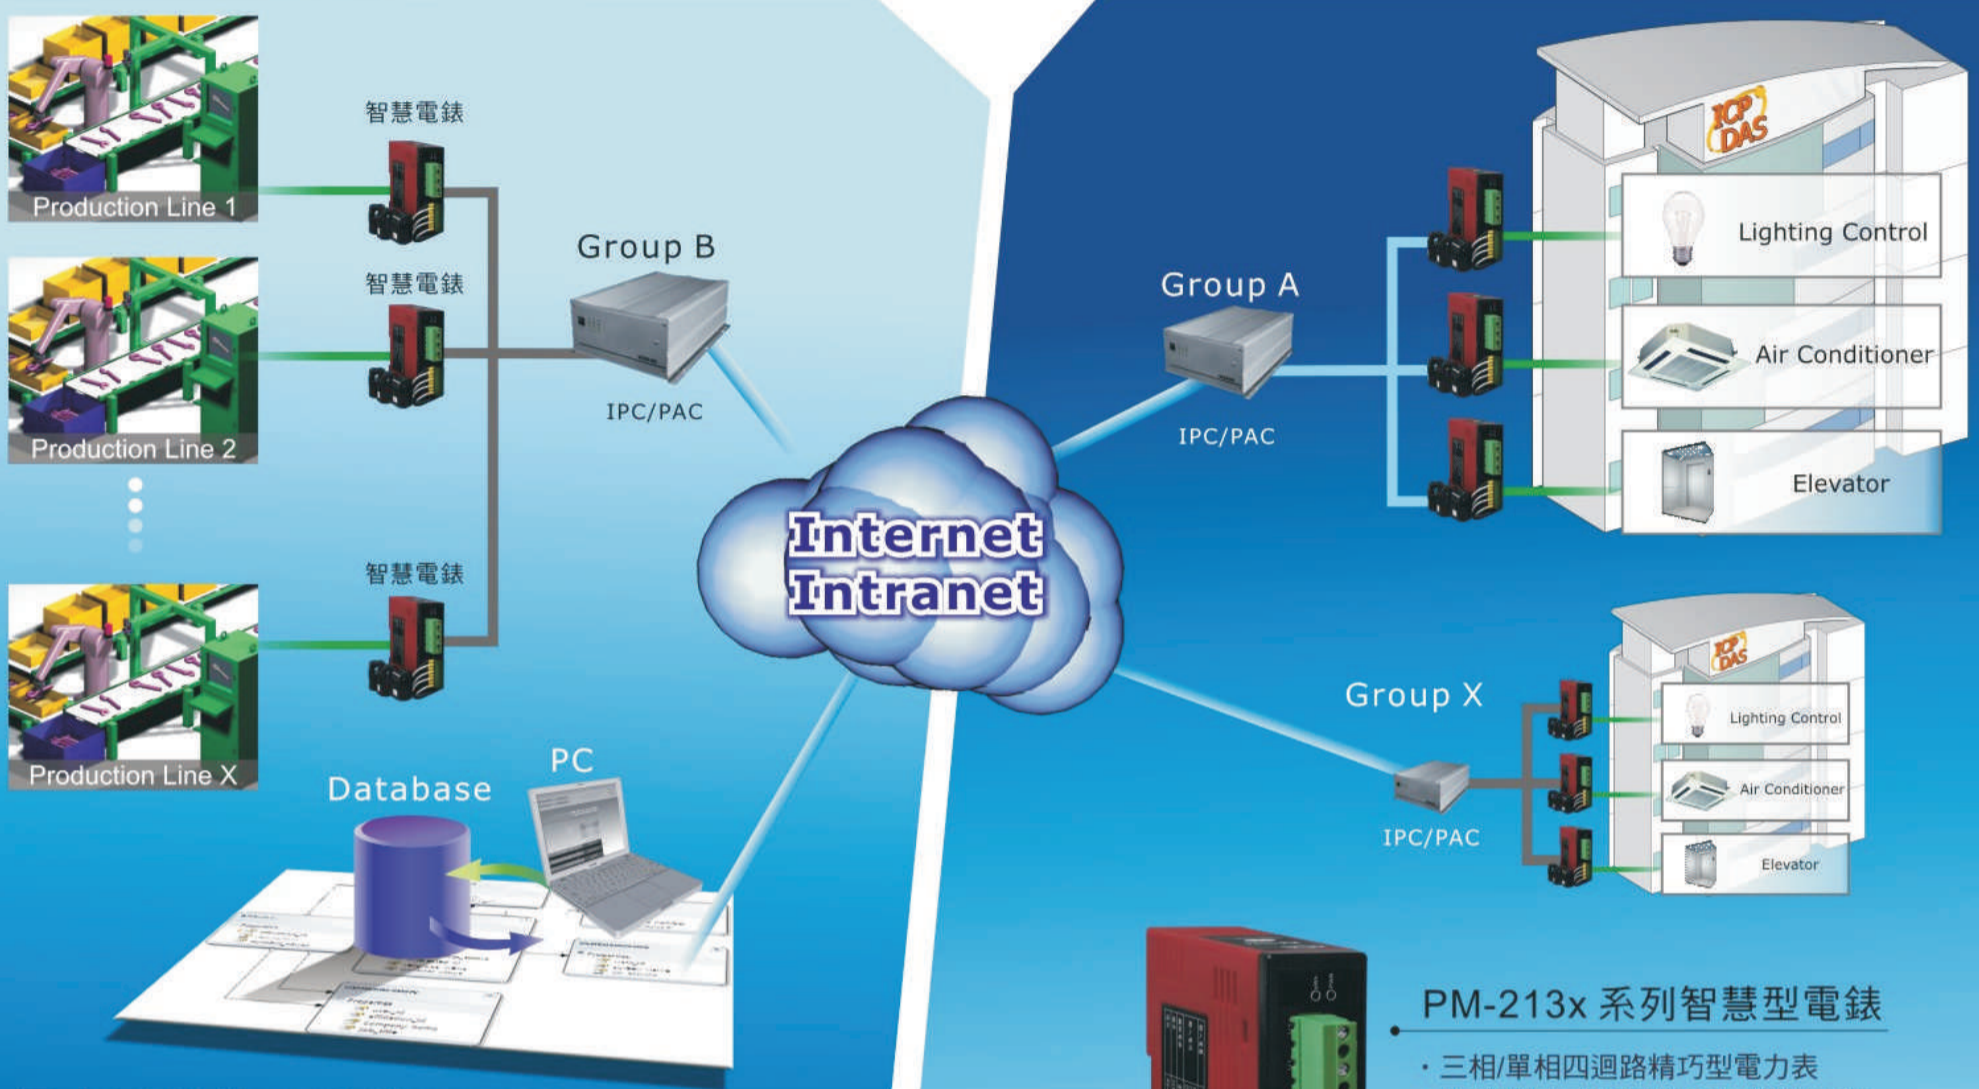 智慧電錶
Production Line 1
智慧電錶
Production Line 2
智慧電錶
Production Line X
Group B
IPC/PAC
Database
PC
Internet
Intranet
Group A
IPC/PAC
ICP
DAS
Lighting Control
Air Conditioner
Elevator
Group X
IPC/PAC
ICP
DAS
Lighting Control
Air Conditioner
Elevator
PM-213x 系列智慧型電錶
· 三相/單相四迴路精巧型電力表